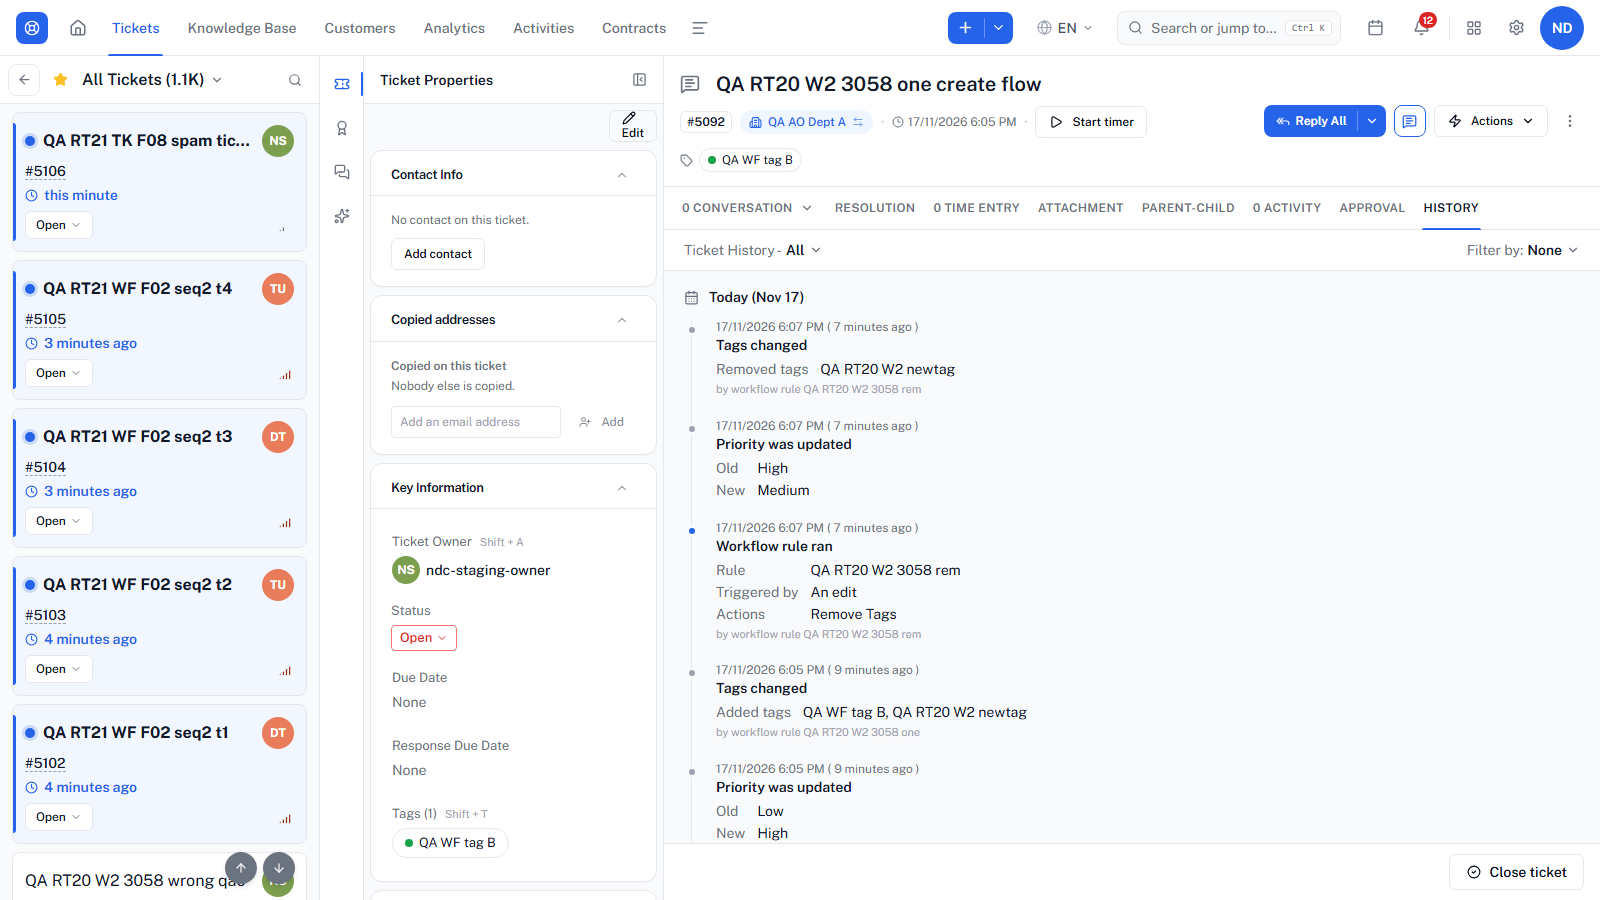 Tickets
Knowledge Base
Customers
Analytics
Activities
Contracts
EN
Search or jump to...
Ctrl K
12
ND
All Tickets (1.1K)
QA RT21 TK F08 spam tic...
NS
#5106
this minute
Open
QA RT21 WF F02 seq2 t4
TU
#5105
3 minutes ago
Open
QA RT21 WF F02 seq2 t3
DT
#5104
3 minutes ago
Open
QA RT21 WF F02 seq2 t2
TU
#5103
4 minutes ago
Open
QA RT21 WF F02 seq2 t1
DT
#5102
4 minutes ago
Open
QA RT20 W2 3058 wrong
Ticket Properties
Edit
Contact Info
No contact on this ticket.
Add contact
Copied addresses
Copied on this ticket
Nobody else is copied.
Add an email address
Add
Key Information
Ticket Owner Shift + A
NS ndc-staging-owner
Status
Open
Due Date
None
Response Due Date
None
Tags (1) Shift + T
QA WF tag B
QA RT20 W2 3058 one create flow
#5092
QA AO Dept A
· 17/11/2026 6:05 PM ·
Start timer
Reply All
Actions
QA WF tag B
0 CONVERSATION
RESOLUTION
0 TIME ENTRY
ATTACHMENT
PARENT-CHILD
0 ACTIVITY
APPROVAL
HISTORY
Ticket History - All
Filter by: None
Today (Nov 17)
17/11/2026 6:07 PM ( 7 minutes ago )
Tags changed
Removed tags QA RT20 W2 newtag
by workflow rule QA RT20 W2 3058 rem
17/11/2026 6:07 PM ( 7 minutes ago )
Priority was updated
Old High
New Medium
17/11/2026 6:07 PM ( 7 minutes ago )
Workflow rule ran
Rule QA RT20 W2 3058 rem
Triggered by An edit
Actions Remove Tags
by workflow rule QA RT20 W2 3058 rem
17/11/2026 6:05 PM ( 9 minutes ago )
Tags changed
Added tags QA WF tag B, QA RT20 W2 newtag
by workflow rule QA RT20 W2 3058 one
17/11/2026 6:05 PM ( 9 minutes ago )
Priority was updated
Old Low
New High
Close ticket